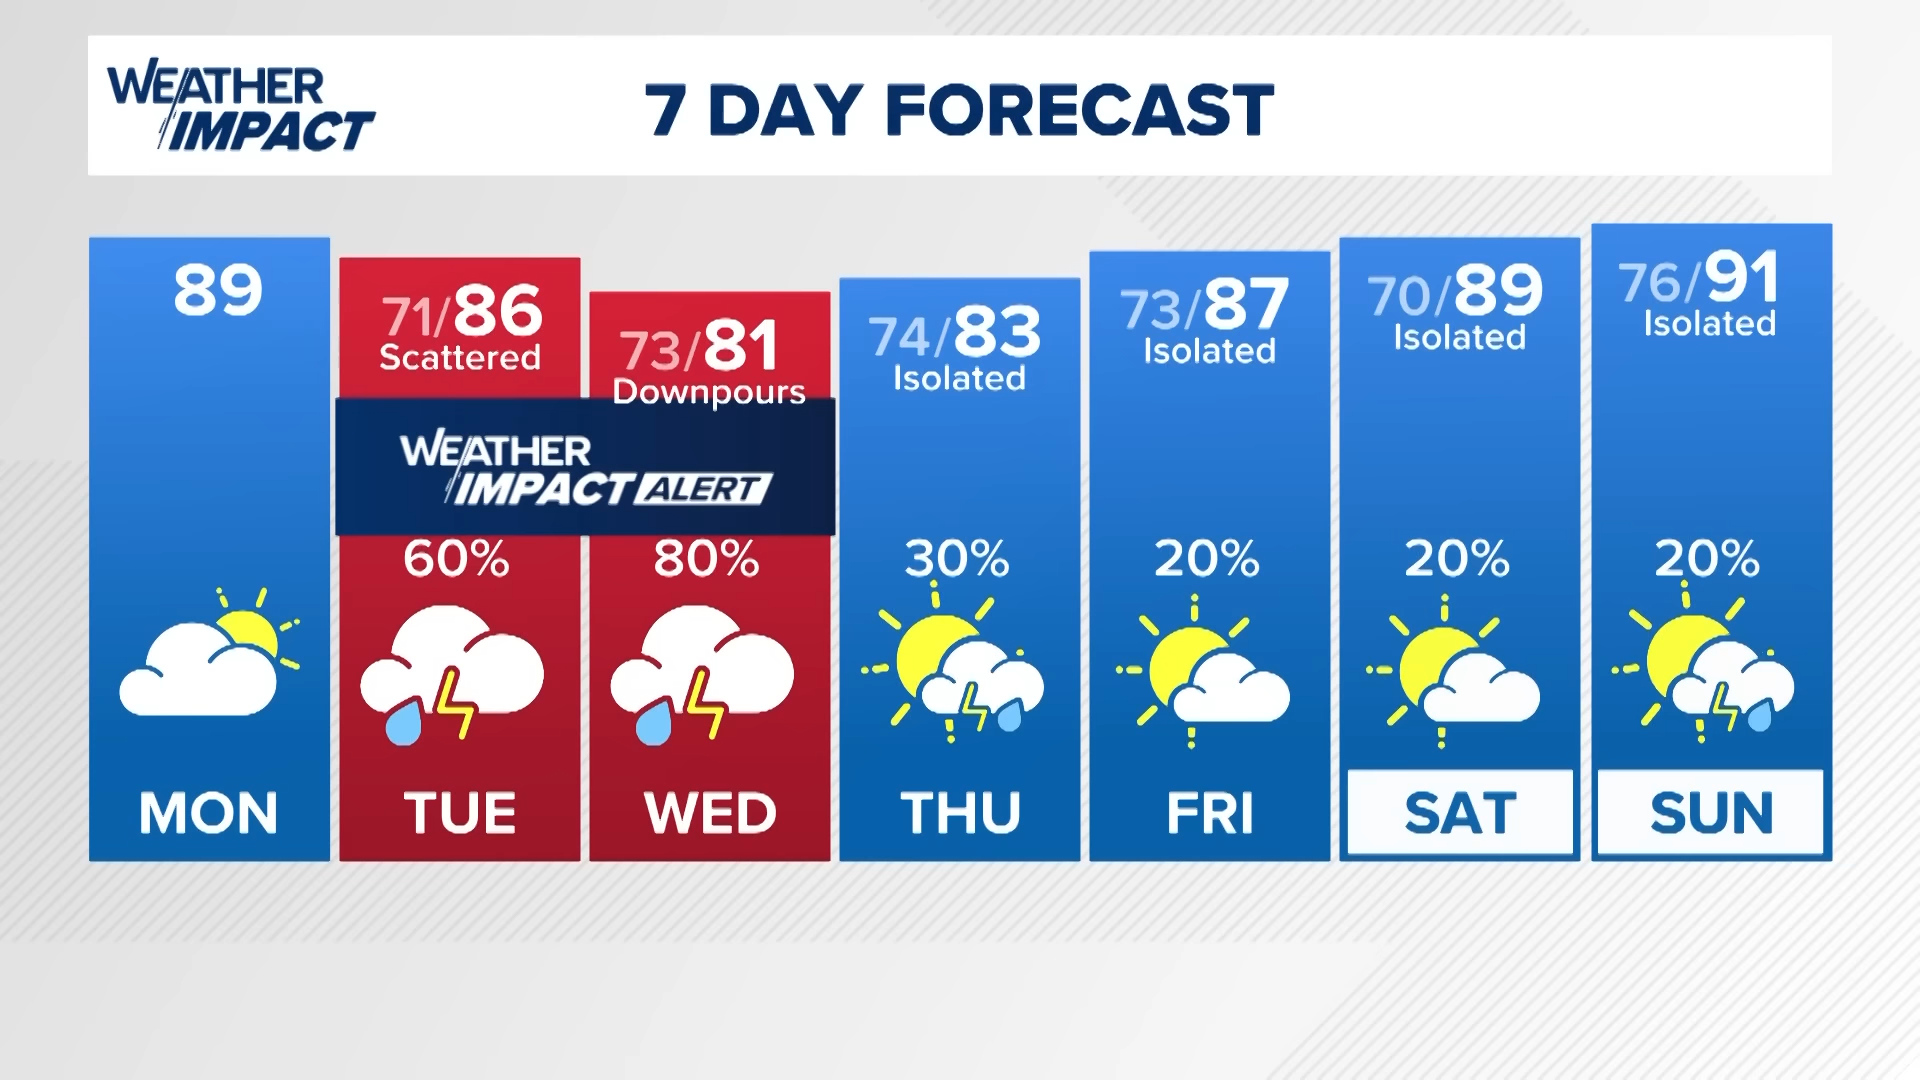 WEATHER
IMPACT
7 DAY FORECAST
89
71/86
Scattered
73/81
Downpours
74/83
Isolated
73/87
Isolated
70/89
Isolated
76/91
Isolated
WEATHER
IMPACT ALERT
60%
80%
30%
20%
20%
20%
MON
TUE
WED
THU
FRI
SAT
SUN